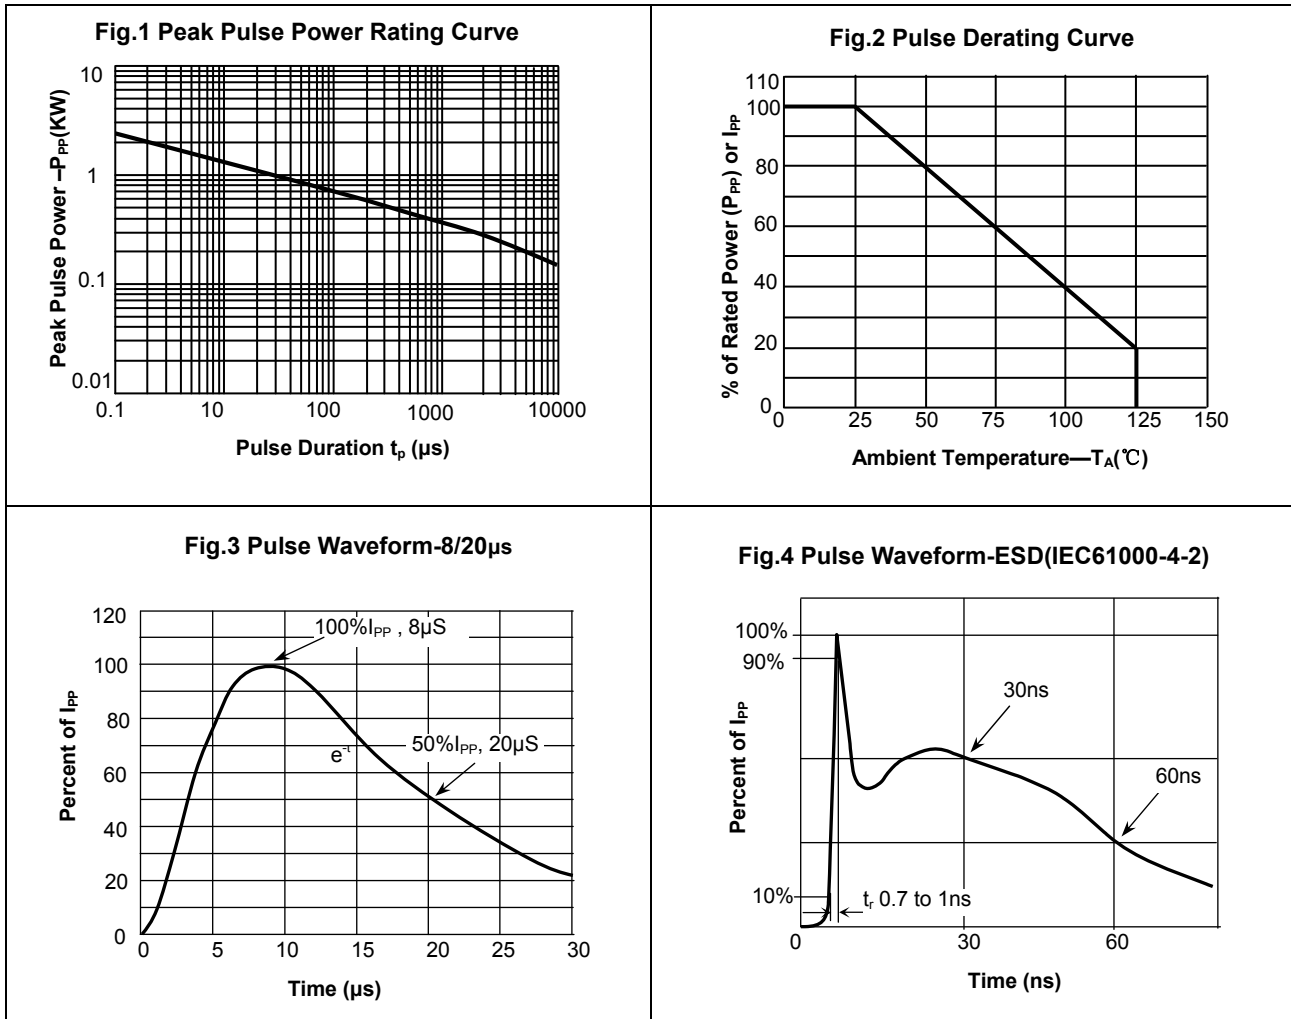 Fig.1 Peak Pulse Power Rating Curve
Peak Pulse Power –PPP(KW)
10
1
0.1
0.01
0.1
10
100
1000
10000
Pulse Duration tp (µs)
Fig.2 Pulse Derating Curve
% of Rated Power (PPP) or IPP
110
100
80
60
40
20
0
0
25
50
75
100
125
150
Ambient Temperature—TA(℃)
Fig.3 Pulse Waveform-8/20µs
Percent of IPP
120
100
80
60
40
20
0
100%IPP , 8µS
e-t
50%IPP, 20µS
0
5
10
15
20
25
30
Time (µs)
Fig.4 Pulse Waveform-ESD(IEC61000-4-2)
Percent of IPP
100%
90%
10%
30ns
60ns
tr 0.7 to 1ns
0
30
60
Time (ns)